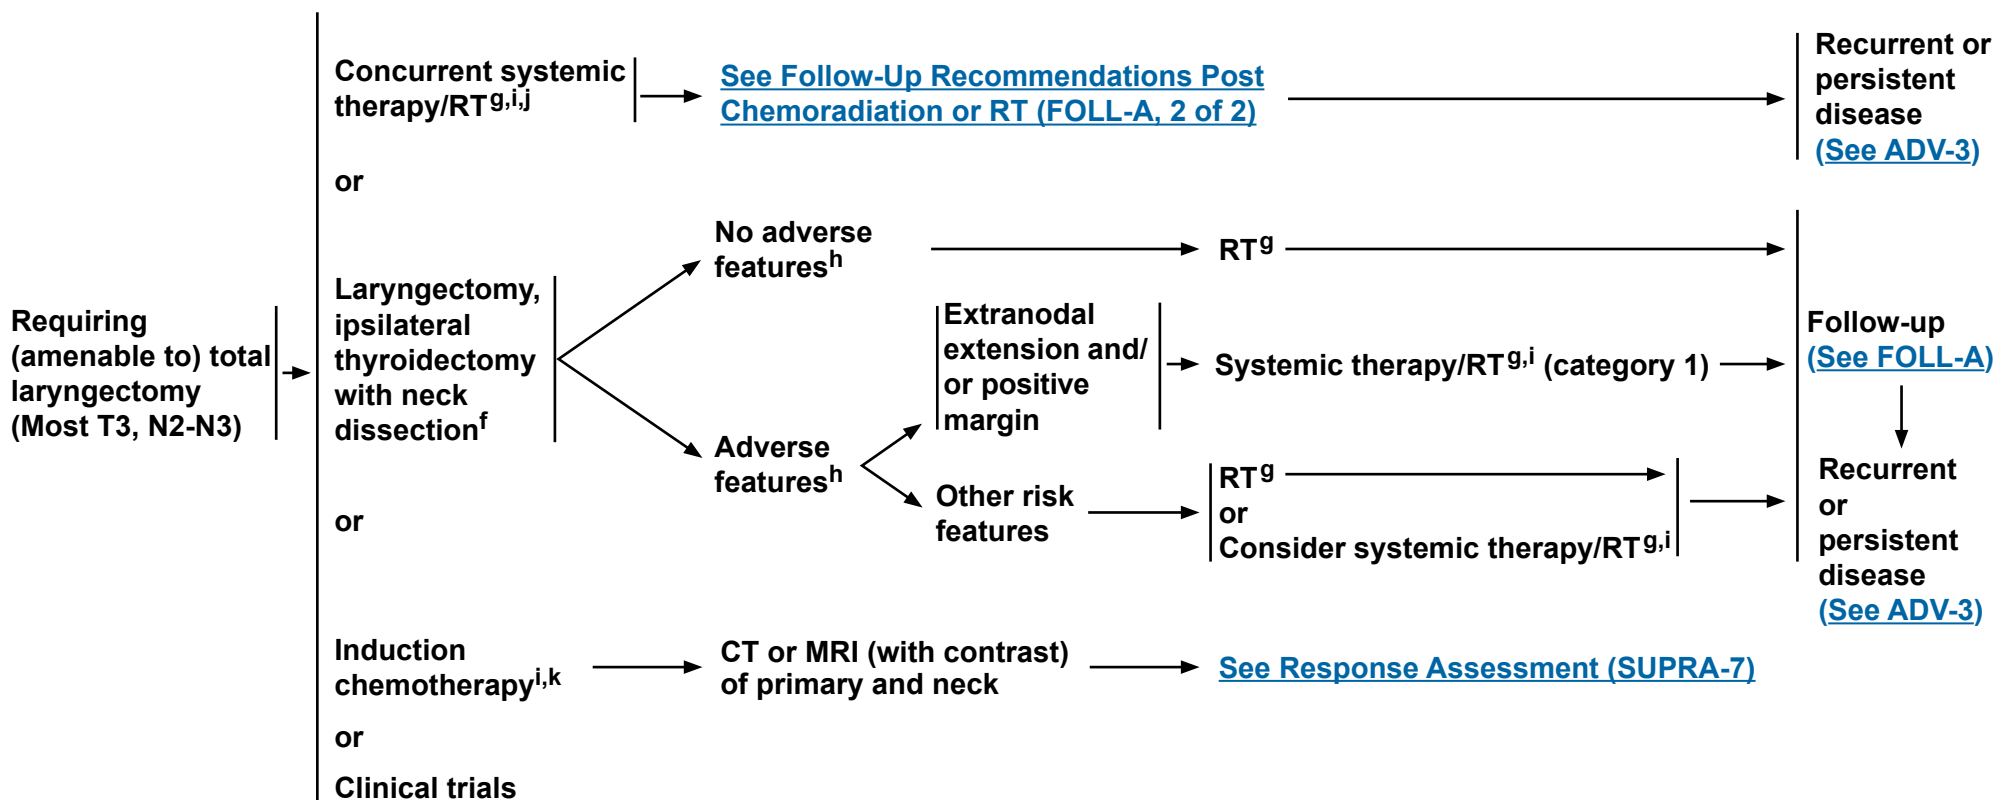 Requiring
(amenable to) total
laryngectomy
(Most T3, N2-N3)
Concurrent systemic
therapy/RTg,i,j
See Follow-Up Recommendations Post
Chemoradiation or RT (FOLL-A, 2 of 2)
Recurrent or
persistent
disease
(See ADV-3)
or
Laryngectomy,
ipsilateral
thyroidectomy
with neck
dissectionf
No adverse
featuresh
RTg
Adverse
featuresh
Extranodal
extension and/
or positive
margin
Systemic therapy/RTg,i (category 1)
Other risk
features
RTg
or
Consider systemic therapy/RTg,i
Follow-up
(See FOLL-A)
Recurrent
or
persistent
disease
(See ADV-3)
or
Induction
chemotherapyi,k
CT or MRI (with contrast)
of primary and neck
See Response Assessment (SUPRA-7)
or
Clinical trials